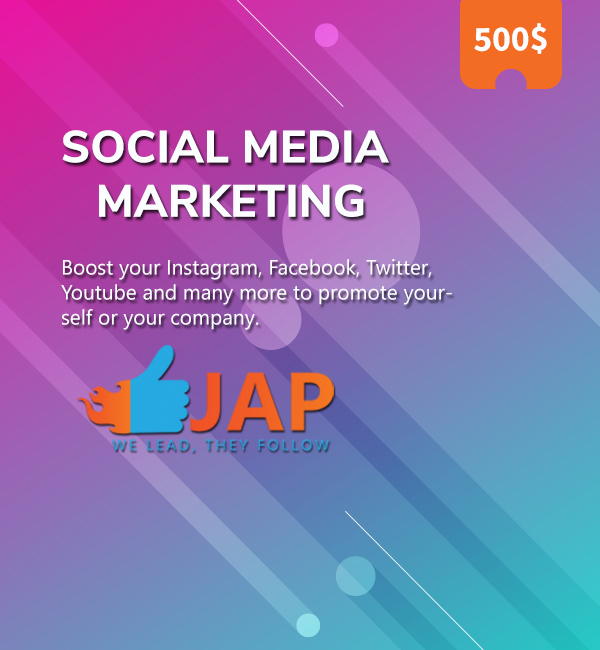 500$
SOCIAL MEDIA
MARKETING
Boost your Instagram, Facebook, Twitter,
Youtube and many more to promote your-
self or your company.
JAP
WE LEAD, THEY FOLLOW